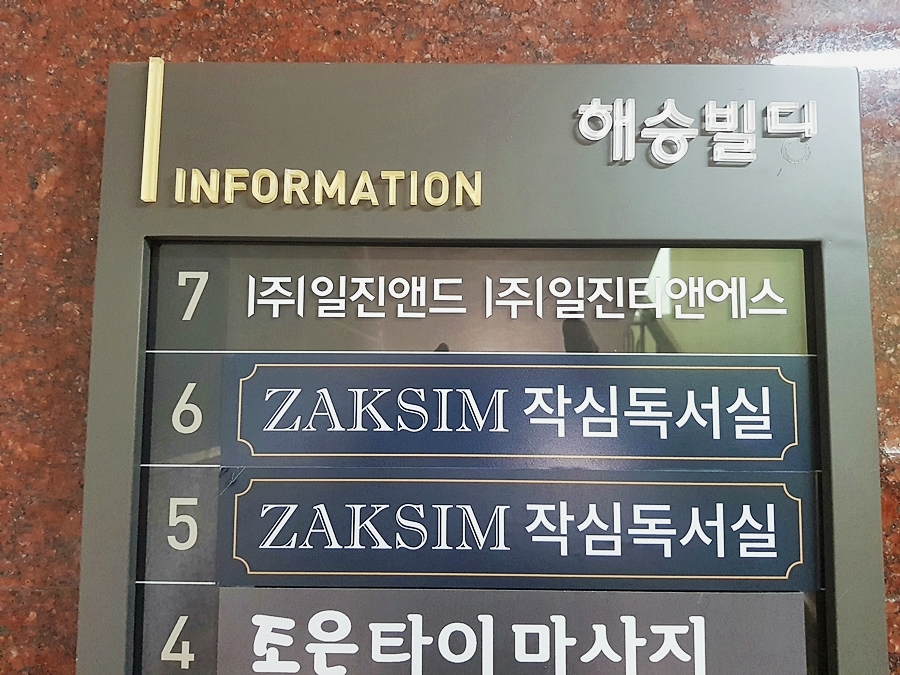 해승빌딩
INFORMATION
7 |주|일진앤드 |주|일진티앤에스
6 ZAKSIM 작심독서실
5 ZAKSIM 작심독서실
4 조은타이마사지